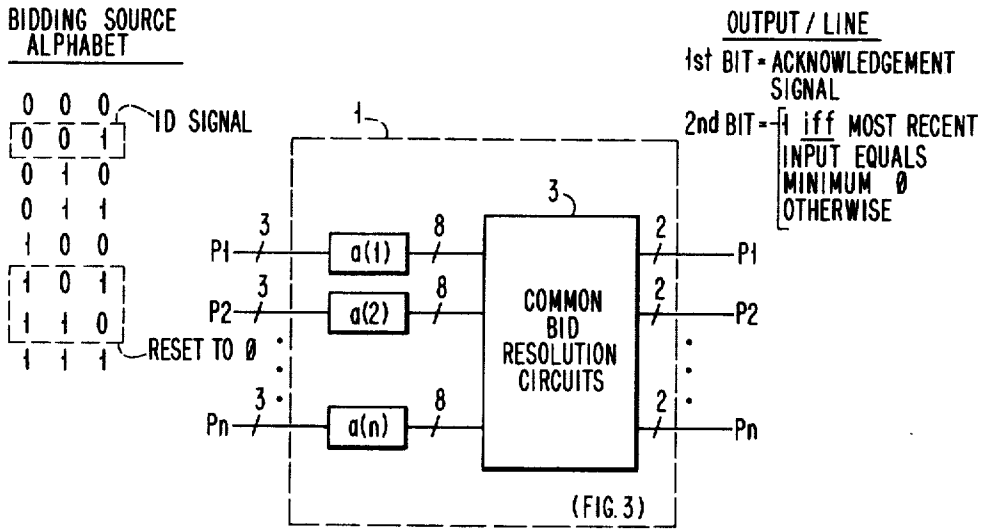 BIDDING SOURCE
ALPHABET
0 0 0
0 0 1
ID SIGNAL
0 1 0
0 1 1
1 0 0
1 0 1
1 1 0
RESET TO 0
1 1 1
1
3
P1 3 a(1) 8
P2 3 a(2) 8
Pn 3 a(n) 8
COMMON
BID
RESOLUTION
CIRCUITS
2 P1
2 P2
2 Pn
(FIG. 3)
OUTPUT / LINE
1st BIT = ACKNOWLEDGEMENT
SIGNAL
2nd BIT = 1 iff MOST RECENT
INPUT EQUALS
MINIMUM 0
OTHERWISE